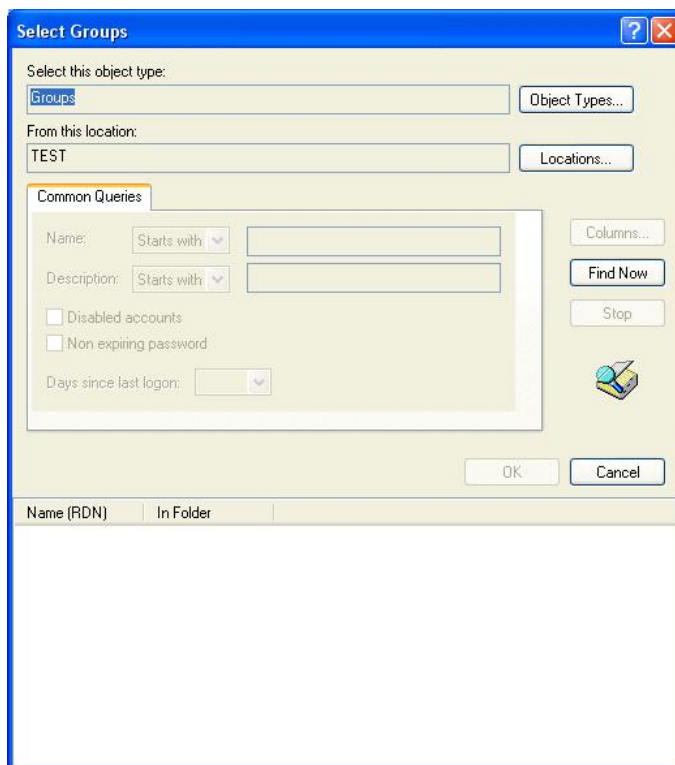 Select Groups
Select this object type:
Groups
Object Types...
From this location:
TEST
Locations...
Common Queries
Name:
Starts with
Columns...
Description:
Starts with
Find Now
Disabled accounts
Stop
Non expiring password
Days since last logon:
OK
Cancel
Name (RDN)
In Folder